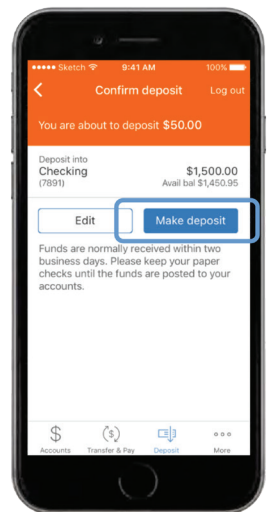 Sketch 9:41 AM 100%
Confirm deposit Log out
You are about to deposit $50.00
Deposit into
Checking $1,500.00
(7891) Avail bal $1,450.95
Edit Make deposit
Funds are normally received within two
business days. Please keep your paper
checks until the funds are posted to your
accounts.
Accounts Transfer & Pay Deposit More